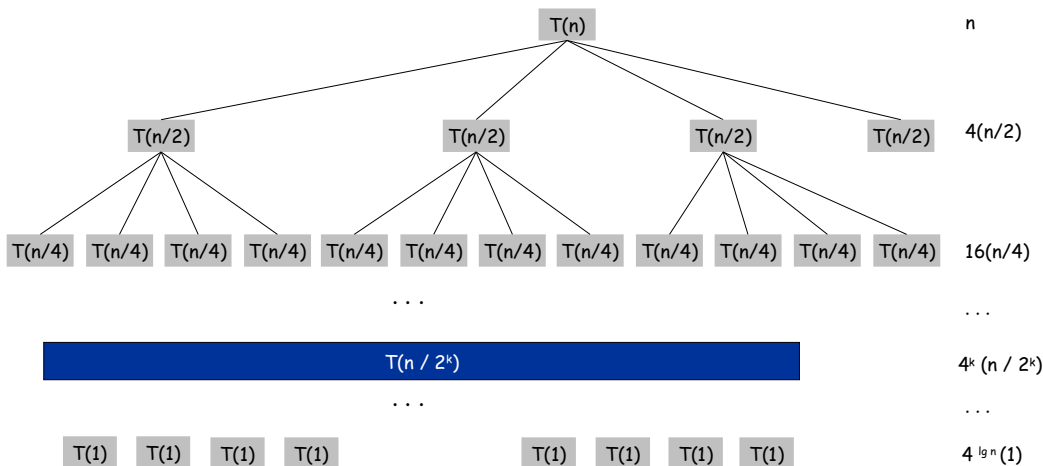 T(n) n
T(n/2) T(n/2) T(n/2) T(n/2) 4(n/2)
T(n/4) T(n/4) T(n/4) T(n/4) T(n/4) T(n/4) T(n/4) T(n/4) T(n/4) T(n/4) T(n/4) T(n/4) 16(n/4)
. . . . . .
T(n / 2ᵏ) 4ᵏ (n / 2ᵏ)
. . . . . .
T(1) T(1) T(1) T(1) T(1) T(1) T(1) T(1) 4 ˡᵍ ⁿ (1)